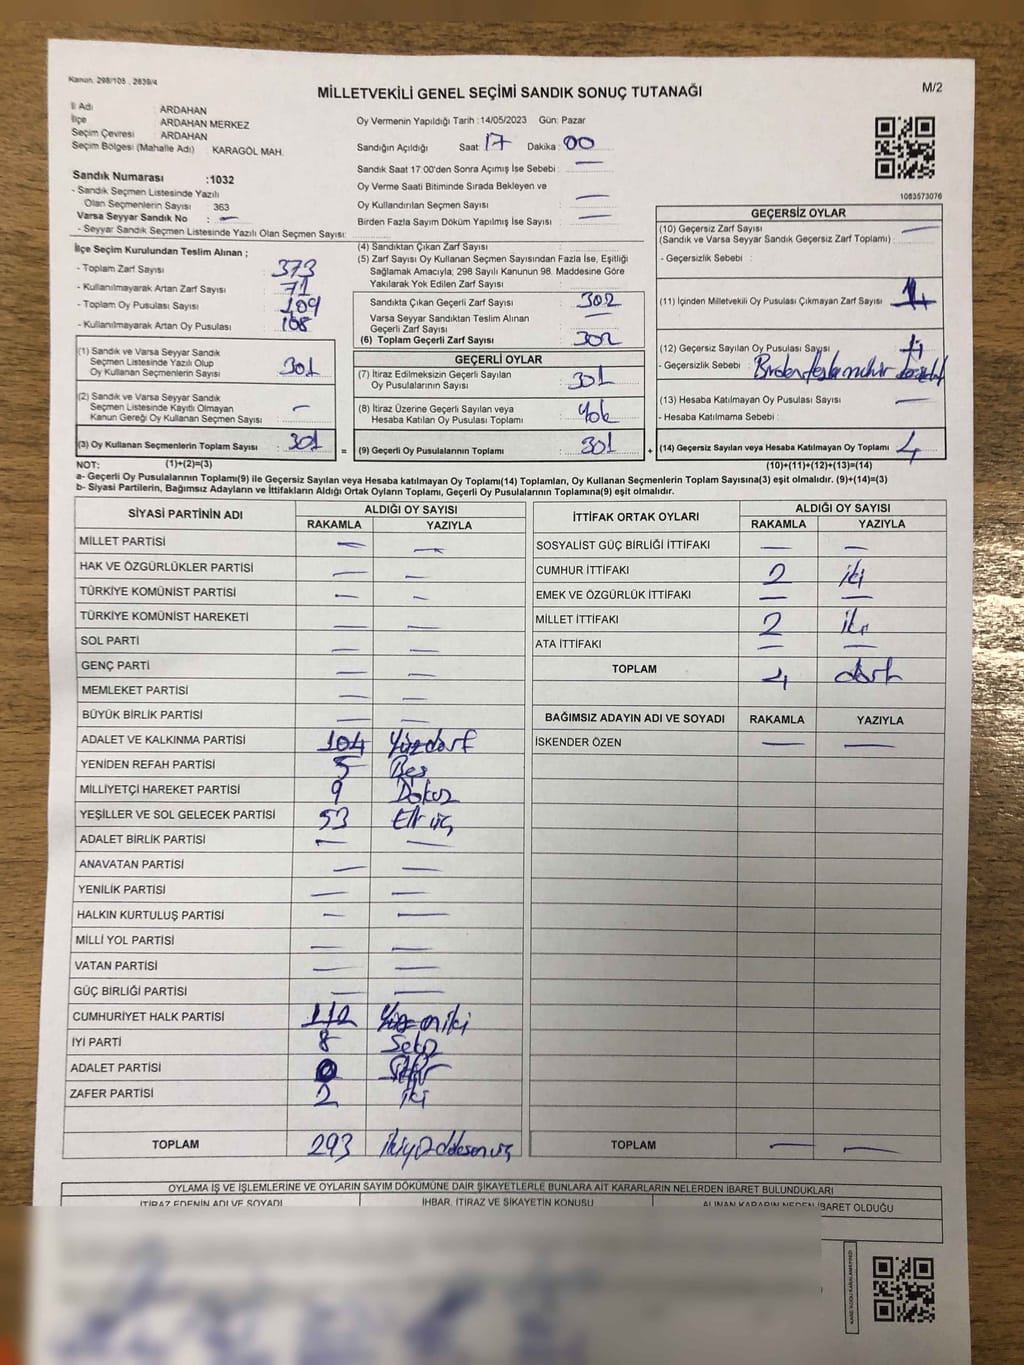 Kanun. 298/105 , 2839/4
MİLLETVEKİLİ GENEL SEÇİMİ SANDIK SONUÇ TUTANAĞI
M/2
İl Adı : ARDAHAN
İlçe : ARDAHAN MERKEZ
Seçim Çevresi : ARDAHAN
Seçim Bölgesi (Mahalle Adı) : KARAGÖL MAH.
Sandık Numarası :1032
- Sandık Seçmen Listesinde Yazılı
Olan Seçmenlerin Sayısı : 363
Varsa Seyyar Sandık No : —
- Seyyar Sandık Seçmen Listesinde Yazılı Olan Seçmen Sayısı:
Oy Vermenin Yapıldığı Tarih :14/05/2023 Gün: Pazar
Sandığın Açıldığı Saat: 17 Dakika : 00
Sandık Saat 17:00'den Sonra Açımış İse Sebebi : —
Oy Verme Saati Bitiminde Sırada Bekleyen ve
Oy Kullandırılan Seçmen Sayısı : —
Birden Fazla Sayım Döküm Yapılmış İse Sayısı : —
1083573076
İlçe Seçim Kurulundan Teslim Alınan ;
- Toplam Zarf Sayısı : 373
- Kullanılmayarak Artan Zarf Sayısı : 71
- Toplam Oy Pusulası Sayısı : 409
- Kullanılmayarak Artan Oy Pusulası : 108
(1) Sandık ve Varsa Seyyar Sandık
Seçmen Listesinde Yazılı Olup
Oy Kullanan Seçmenlerin Sayısı : 301
(2) Sandık ve Varsa Seyyar Sandık
Seçmen Listesinde Kayıtlı Olmayan
Kanun Gereği Oy Kullanan Seçmen Sayısı : —
(3) Oy Kullanan Seçmenlerin Toplam Sayısı : 301
(4) Sandıktan Çıkan Zarf Sayısı :
(5) Zarf Sayısı Oy Kullanan Seçmen Sayısından Fazla İse, Eşitliği
Sağlamak Amacıyla; 298 Sayılı Kanunun 98. Maddesine Göre
Yakılarak Yok Edilen Zarf Sayısı :
Sandıkta Çıkan Geçerli Zarf Sayısı : 302
Varsa Seyyar Sandıktan Teslim Alınan
Geçerli Zarf Sayısı : —
(6) Toplam Geçerli Zarf Sayısı : 302
GEÇERLİ OYLAR
(7) İtiraz Edilmeksizin Geçerli Sayılan
Oy Pusulalarının Sayısı : 301
(8) İtiraz Üzerine Geçerli Sayılan veya
Hesaba Katılan Oy Pusulası Toplamı : Yok
= (9) Geçerli Oy Pusulalarının Toplamı : 301
GEÇERSİZ OYLAR
(10) Geçersiz Zarf Sayısı : —
(Sandık ve Varsa Seyyar Sandık Geçersiz Zarf Toplamı)
- Geçersizlik Sebebi :
(11) İçinden Milletvekili Oy Pusulası Çıkmayan Zarf Sayısı :
(12) Geçersiz Sayılan Oy Pusulası Sayısı :
- Geçersizlik Sebebi : Birden fazla mühür
(13) Hesaba Katılmayan Oy Pusulası Sayısı : —
- Hesaba Katılmama Sebebi :
+ (14) Geçersiz Sayılan veya Hesaba Katılmayan Oy Toplamı :
NOT: (1)+(2)=(3)
(10)+(11)+(12)+(13)=(14)
a- Geçerli Oy Pusulalarının Toplamı(9) ile Geçersiz Sayılan veya Hesaba katılmayan Oy Toplamı(14) Toplamları, Oy Kullanan Seçmenlerin Toplam Sayısına(3) eşit olmalıdır. (9)+(14)=(3)
b- Siyasi Partilerin, Bağımsız Adayların ve İttifakların Aldığı Ortak Oyların Toplamı, Geçerli Oy Pusulalarının Toplamına(9) eşit olmalıdır.
SİYASİ PARTİNİN ADI ALDIĞI OY SAYISI
RAKAMLA YAZIYLA
MİLLET PARTİSİ — —
HAK VE ÖZGÜRLÜKLER PARTİSİ — —
TÜRKİYE KOMÜNİST PARTİSİ — —
TÜRKİYE KOMÜNİST HAREKETİ — —
SOL PARTİ — —
GENÇ PARTİ — —
MEMLEKET PARTİSİ — —
BÜYÜK BİRLİK PARTİSİ — —
ADALET VE KALKINMA PARTİSİ 104 Yüzdört
YENİDEN REFAH PARTİSİ 5 Beş
MİLLİYETÇİ HAREKET PARTİSİ 9 Dokuz
YEŞİLLER VE SOL GELECEK PARTİSİ 53 Elli üç
ADALET BİRLİK PARTİSİ — —
ANAVATAN PARTİSİ — —
YENİLİK PARTİSİ — —
HALKIN KURTULUŞ PARTİSİ — —
MİLLİ YOL PARTİSİ — —
VATAN PARTİSİ — —
GÜÇ BİRLİĞİ PARTİSİ — —
CUMHURİYET HALK PARTİSİ 112 Yüz oniki
İYİ PARTİ 8 Sekiz
ADALET PARTİSİ 0 Sıfır
ZAFER PARTİSİ 2 iki
TOPLAM 293 ikiyüzdoksanüç
İTTİFAK ORTAK OYLARI ALDIĞI OY SAYISI
RAKAMLA YAZIYLA
SOSYALİST GÜÇ BİRLİĞİ İTTİFAKI — —
CUMHUR İTTİFAKI 2 iki
EMEK VE ÖZGÜRLÜK İTTİFAKI — —
MİLLET İTTİFAKI 2 iki
ATA İTTİFAKI — —
TOPLAM 4 dört
BAĞIMSIZ ADAYIN ADI VE SOYADI RAKAMLA YAZIYLA
İSKENDER ÖZEN — —
TOPLAM — —
OYLAMA İŞ VE İŞLEMLERİNE VE OYLARIN SAYIM DÖKÜMÜNE DAİR ŞİKAYETLERLE BUNLARA AİT KARARLARIN NELERDEN İBARET BULUNDUKLARI
İTİRAZ EDENİN ADI VE SOYADI İHBAR, İTİRAZ VE ŞİKAYETİN KONUSU ALINAN KARARIN NEDEN İBARET OLDUĞU